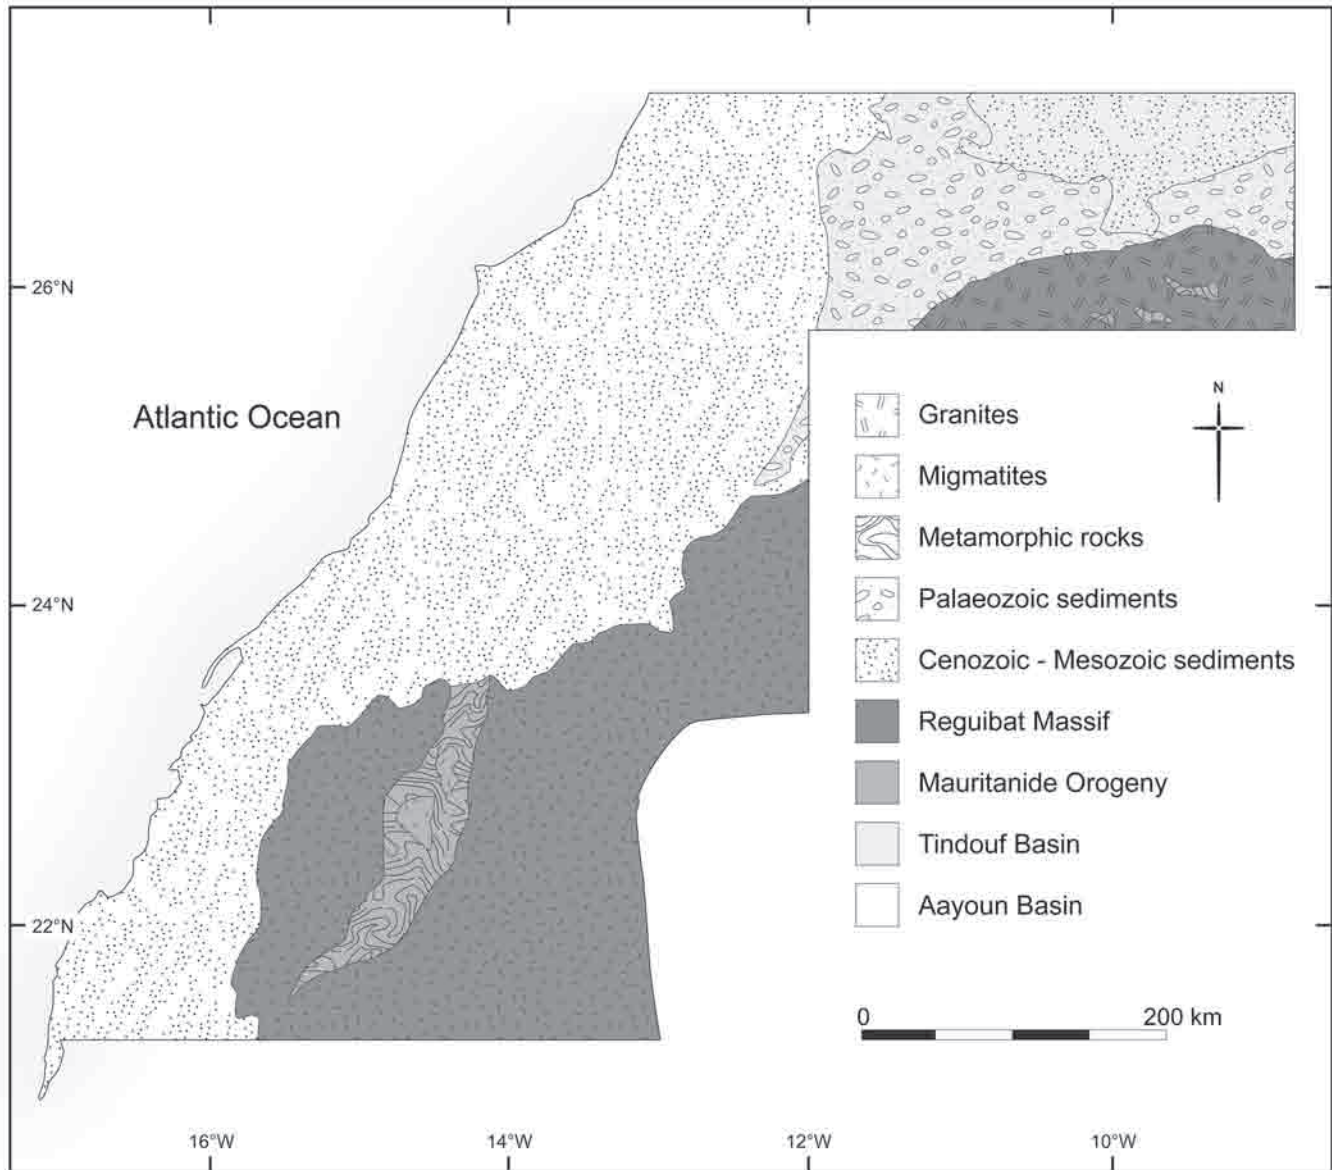 26°N
Atlantic Ocean
24°N
22°N
N
Granites
Migmatites
Metamorphic rocks
Palaeozoic sediments
Cenozoic - Mesozoic sediments
Reguibat Massif
Mauritanide Orogeny
Tindouf Basin
Aayoun Basin
0 200 km
16°W 14°W 12°W 10°W